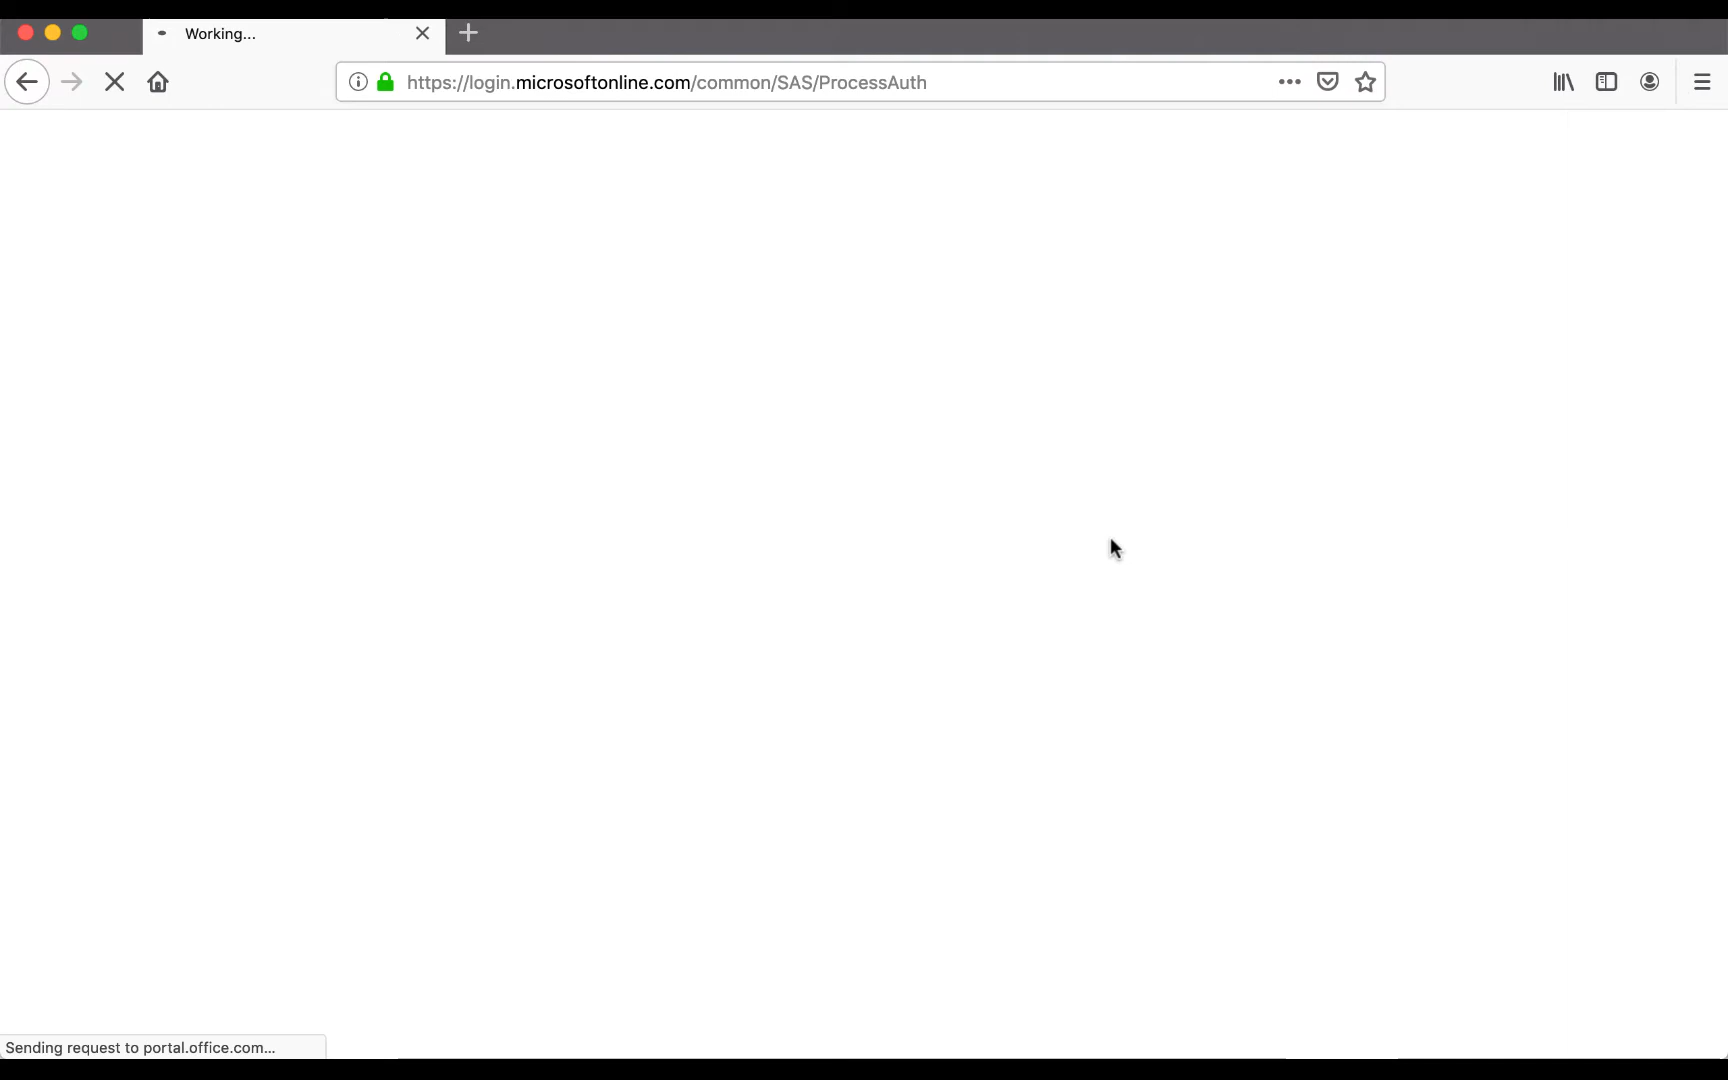 Working...
https://login.microsoftonline.com/common/SAS/ProcessAuth
Sending request to portal.office.com...